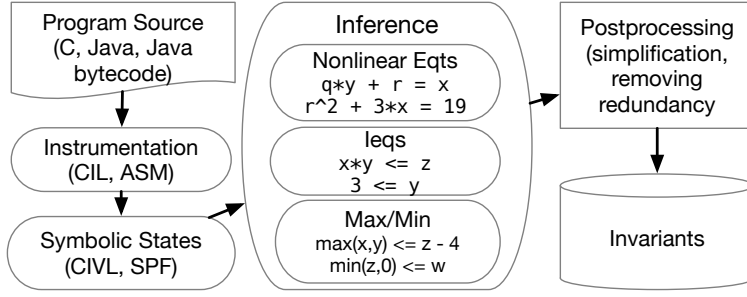 Program Source
(C, Java, Java
bytecode)
Instrumentation
(CIL, ASM)
Symbolic States
(CIVL, SPF)
Inference
Nonlinear Eqts
q*y + r = x
r^2 + 3*x = 19
Ieqs
x*y <= z
3 <= y
Max/Min
max(x,y) <= z - 4
min(z,0) <= w
Postprocessing
(simplification,
removing
redundancy)
Invariants